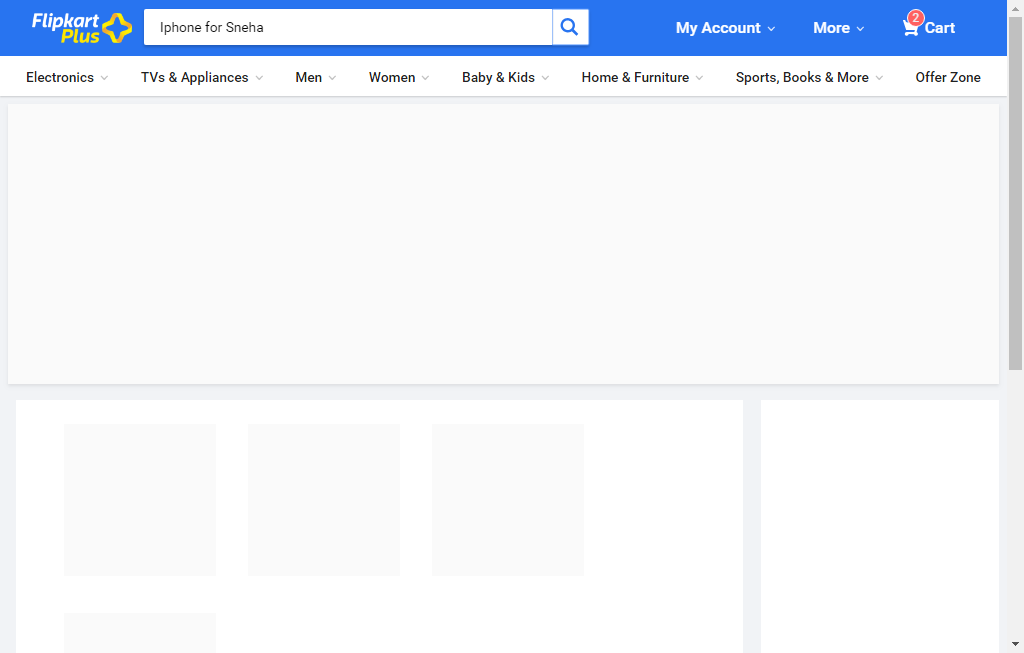 Flipkart
Plus
Iphone for Sneha
My Account
More
2
Cart
Electronics
TVs & Appliances
Men
Women
Baby & Kids
Home & Furniture
Sports, Books & More
Offer Zone